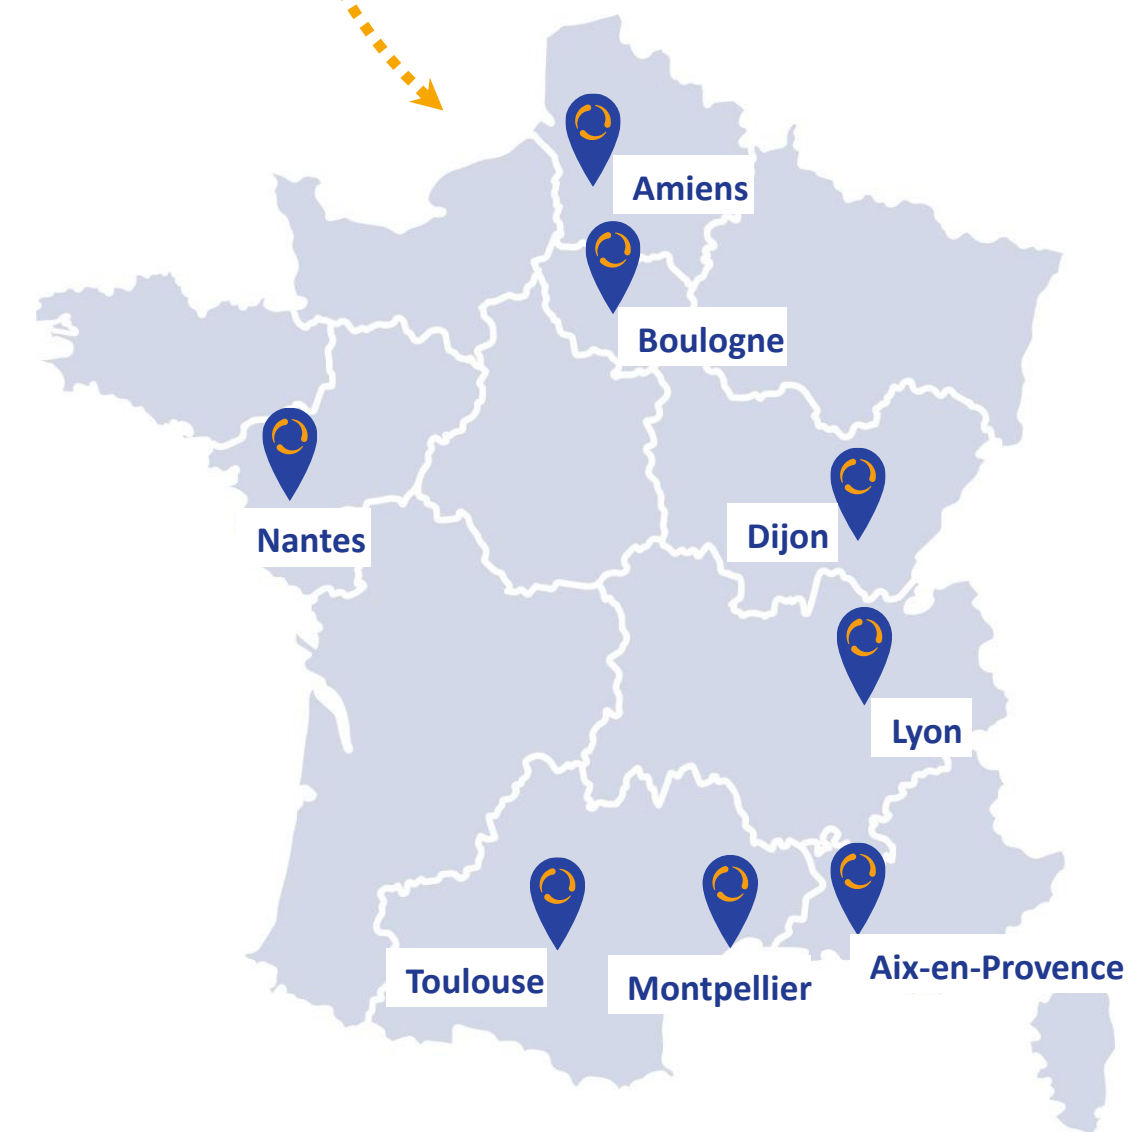 Amiens
Boulogne
Nantes
Dijon
Lyon
Toulouse
Montpellier
Aix-en-Provence